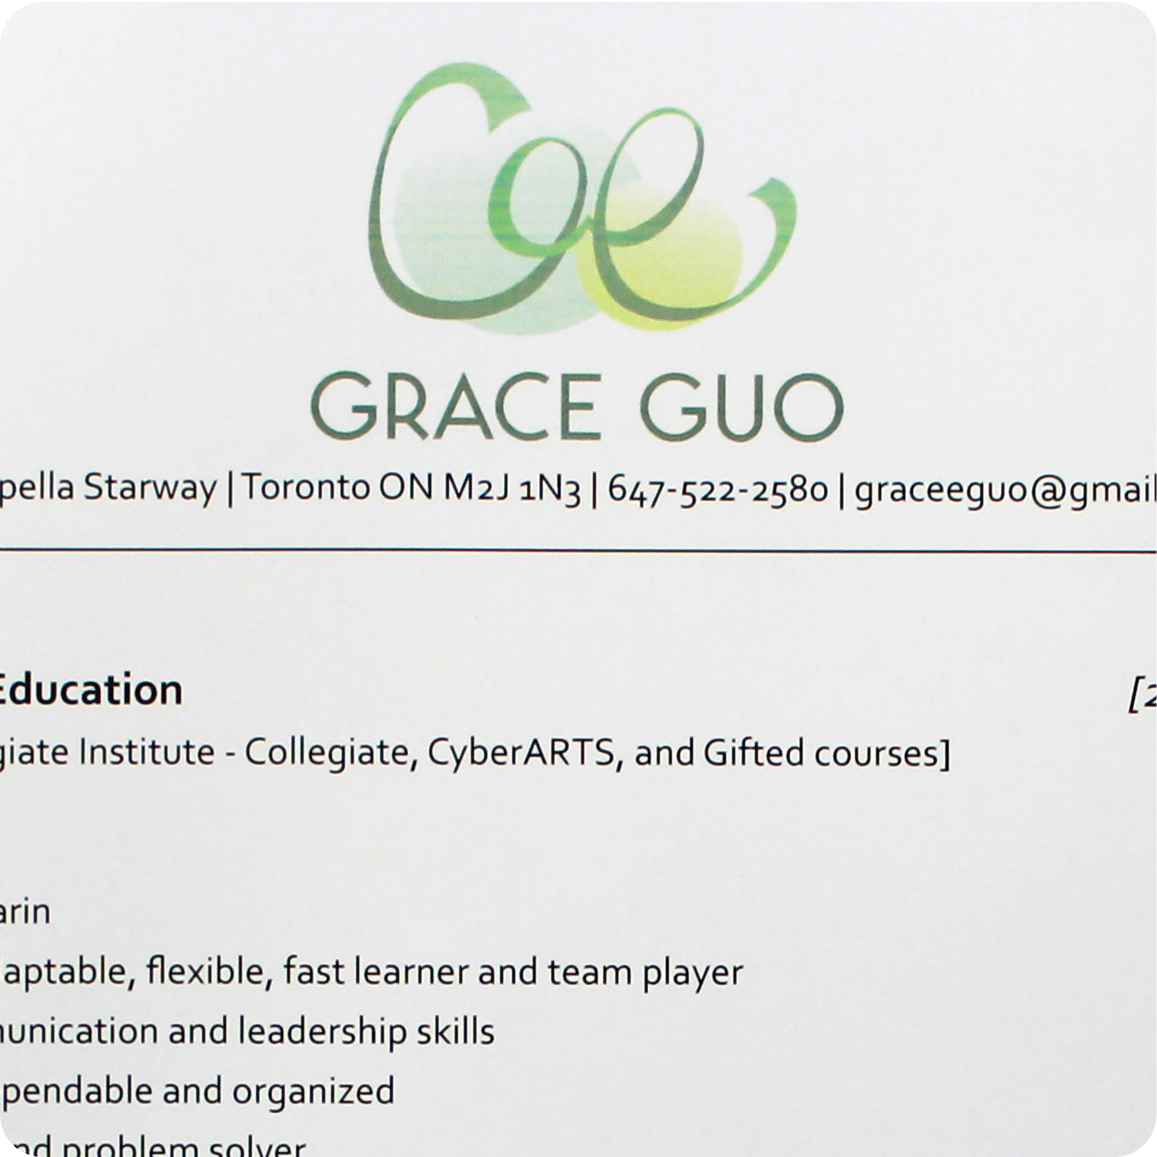 GRACE GUO
pella Starway | Toronto ON M2J 1N3 | 647-522-2580 | graceeguo@gmail
Education [2
giate Institute - Collegiate, CyberARTS, and Gifted courses]
arin
aptable, flexible, fast learner and team player
unication and leadership skills
pendable and organized
nd problem solver